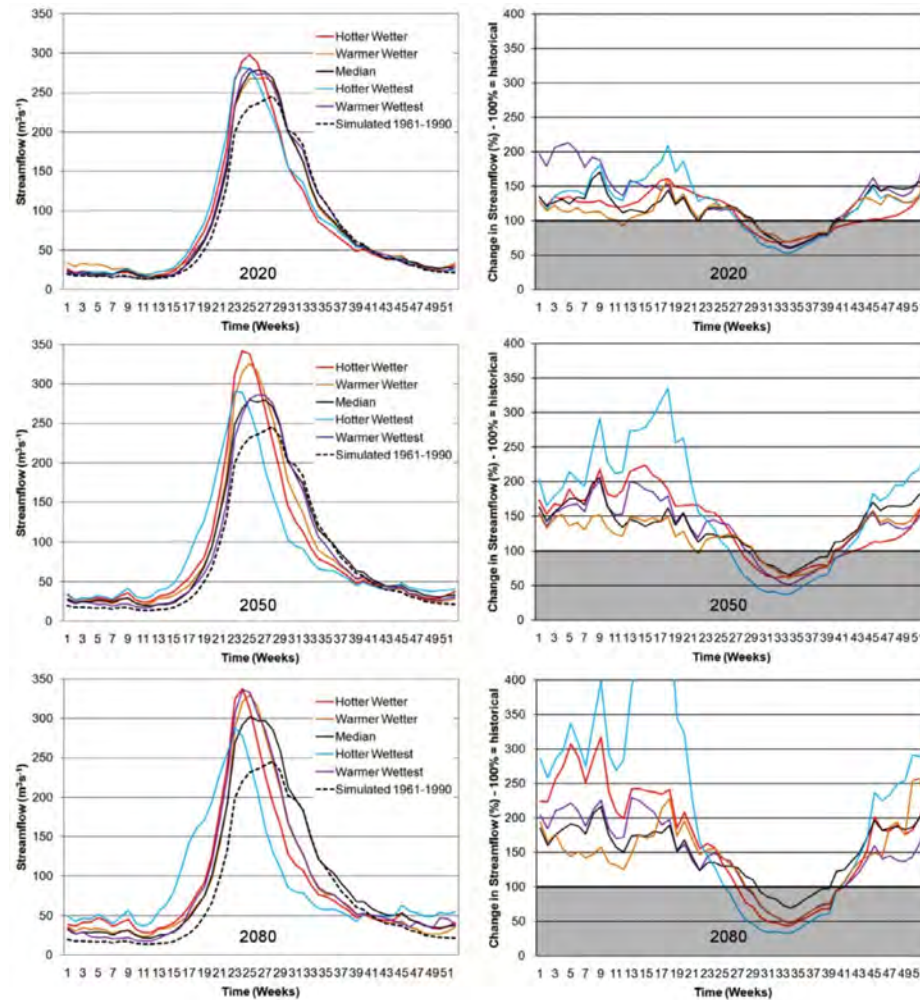 350
300
250
200
150
100
50
0
Streamflow (m³s⁻¹)
Hotter Wetter
Warmer Wetter
Median
Hotter Wettest
Warmer Wettest
Simulated 1961-1990
2020
1 3 5 7 9 11 13 15 17 19 21 23 25 27 29 31 33 35 37 39 41 43 45 47 49 51
Time (Weeks)
400
350
300
250
200
150
100
50
0
Change in Streamflow (%) - 100% = historical
2020
1 3 5 7 9 11 13 15 17 19 21 23 25 27 29 31 33 35 37 39 41 43 45 47 49 51
Time (Weeks)
350
300
250
200
150
100
50
0
Streamflow (m³s⁻¹)
Hotter Wetter
Warmer Wetter
Median
Hotter Wettest
Warmer Wettest
Simulated 1961-1990
2050
1 3 5 7 9 11 13 15 17 19 21 23 25 27 29 31 33 35 37 39 41 43 45 47 49 51
Time (Weeks)
400
350
300
250
200
150
100
50
0
Change in Streamflow (%) - 100% = historical
2050
1 3 5 7 9 11 13 15 17 19 21 23 25 27 29 31 33 35 37 39 41 43 45 47 49 51
Time (Weeks)
350
300
250
200
150
100
50
0
Streamflow (m³s⁻¹)
Hotter Wetter
Warmer Wetter
Median
Hotter Wettest
Warmer Wettest
Simulated 1961-1990
2080
1 3 5 7 9 11 13 15 17 19 21 23 25 27 29 31 33 35 37 39 41 43 45 47 49 51
Time (Weeks)
400
350
300
250
200
150
100
50
0
Change in Streamflow (%) - 100% = historical
2080
1 3 5 7 9 11 13 15 17 19 21 23 25 27 29 31 33 35 37 39 41 43 45 47 49 51
Time (Weeks)